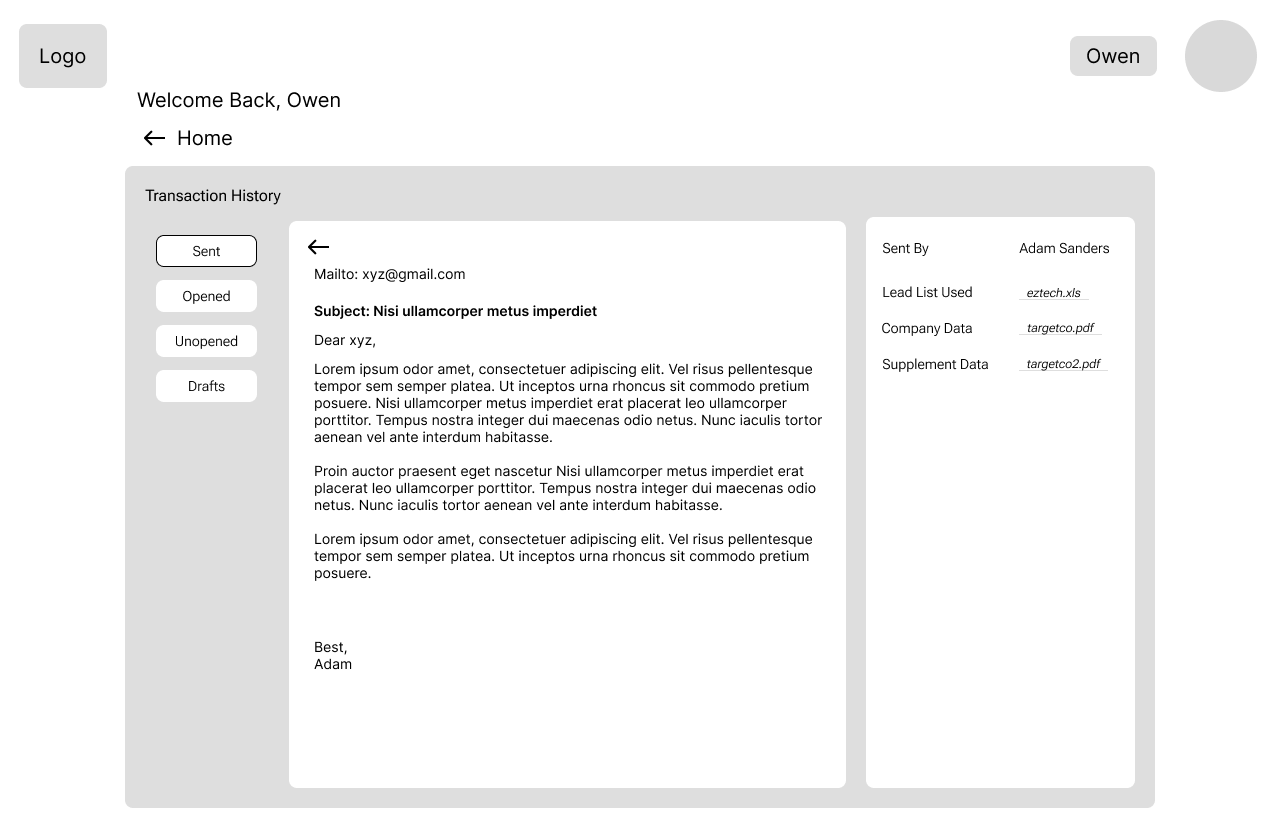 Logo
Owen
Welcome Back, Owen
Home
Transaction History
Sent
Opened
Unopened
Drafts
Mailto: xyz@gmail.com
Subject: Nisi ullamcorper metus imperdiet
Dear xyz,
Lorem ipsum odor amet, consectetuer adipiscing elit. Vel risus pellentesque
tempor sem semper platea. Ut inceptos urna rhoncus sit commodo pretium
posuere. Nisi ullamcorper metus imperdiet erat placerat leo ullamcorper
porttitor. Tempus nostra integer dui maecenas odio netus. Nunc iaculis tortor
aenean vel ante interdum habitasse.
Proin auctor praesent eget nascetur Nisi ullamcorper metus imperdiet erat
placerat leo ullamcorper porttitor. Tempus nostra integer dui maecenas odio
netus. Nunc iaculis tortor aenean vel ante interdum habitasse.
Lorem ipsum odor amet, consectetuer adipiscing elit. Vel risus pellentesque
tempor sem semper platea. Ut inceptos urna rhoncus sit commodo pretium
posuere.
Best,
Adam
Sent By Adam Sanders
Lead List Used eztech.xls
Company Data targetco.pdf
Supplement Data targetco2.pdf